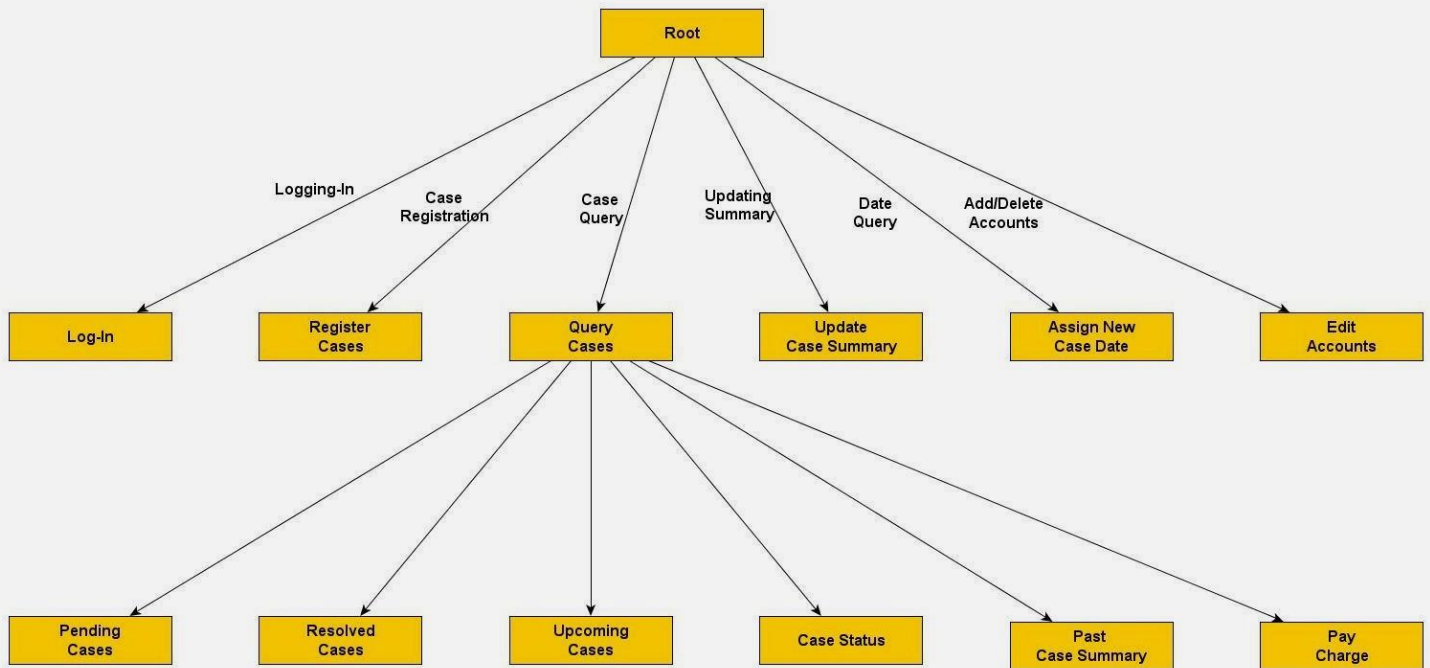 Root
Logging-In
Case
Registration
Case
Query
Updating
Summary
Date
Query
Add/Delete
Accounts
Log-In
Register
Cases
Query
Cases
Update
Case Summary
Assign New
Case Date
Edit
Accounts
Pending
Cases
Resolved
Cases
Upcoming
Cases
Case Status
Past
Case Summary
Pay
Charge